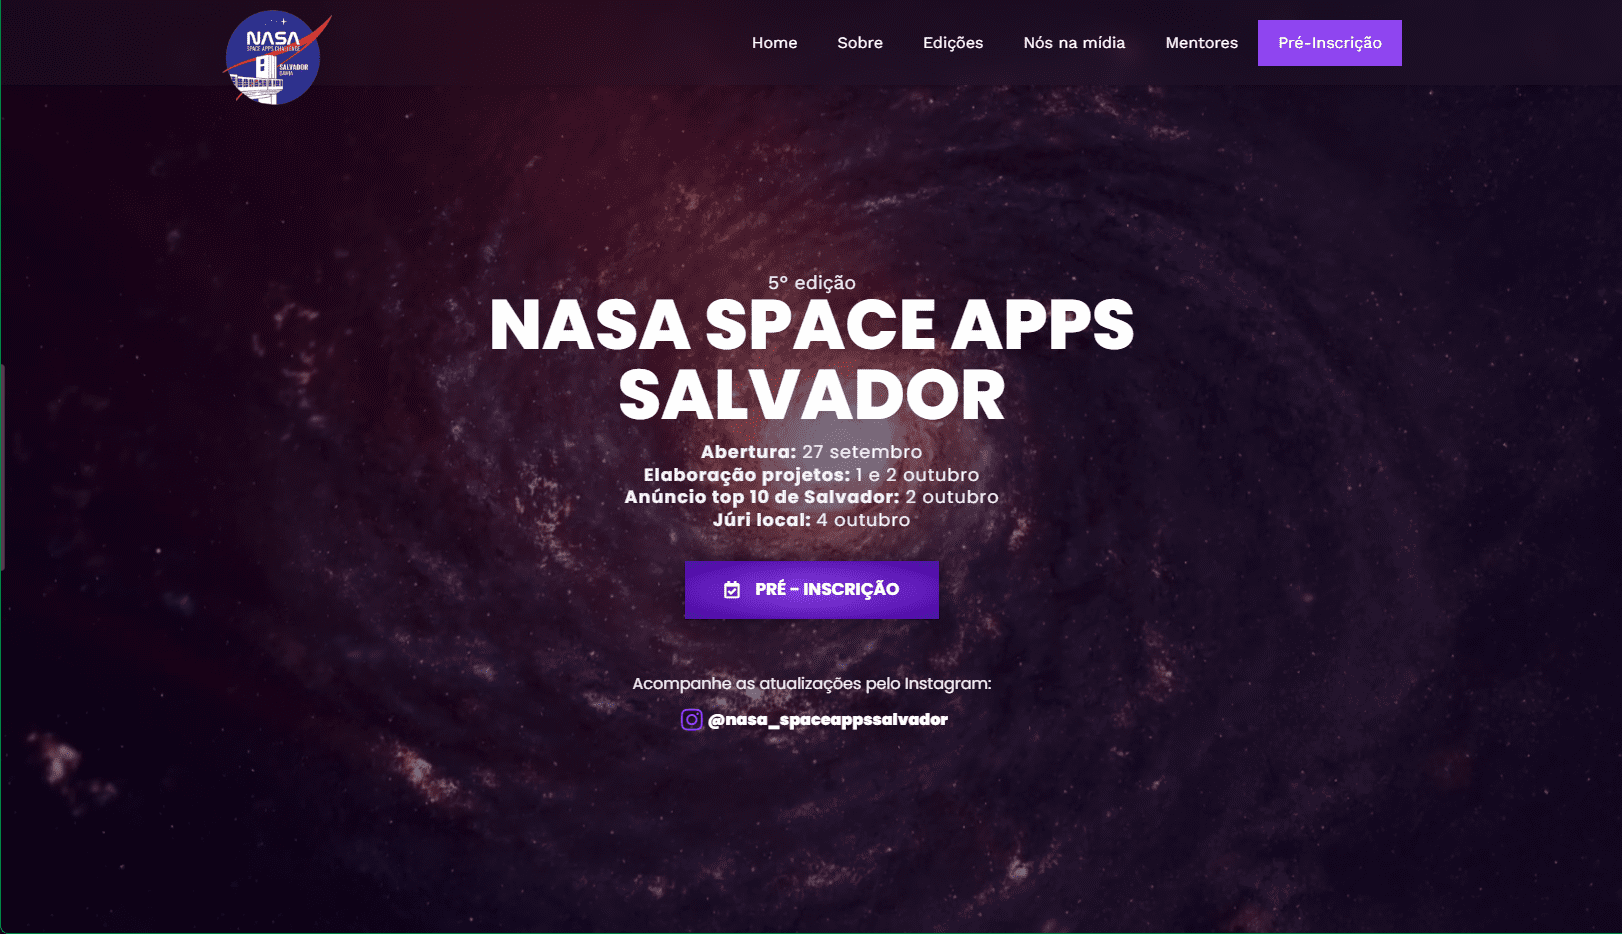 NASA
SPACE APPS CHALLENGE
SALVADOR
BAHIA
Home
Sobre
Edições
Nós na mídia
Mentores
Pré-Inscrição
5° edição
NASA SPACE APPS
SALVADOR
Abertura: 27 setembro
Elaboração projetos: 1 e 2 outubro
Anúncio top 10 de Salvador: 2 outubro
Júri local: 4 outubro
PRÉ - INSCRIÇÃO
Acompanhe as atualizações pelo Instagram:
@nasa_spaceappssalvador